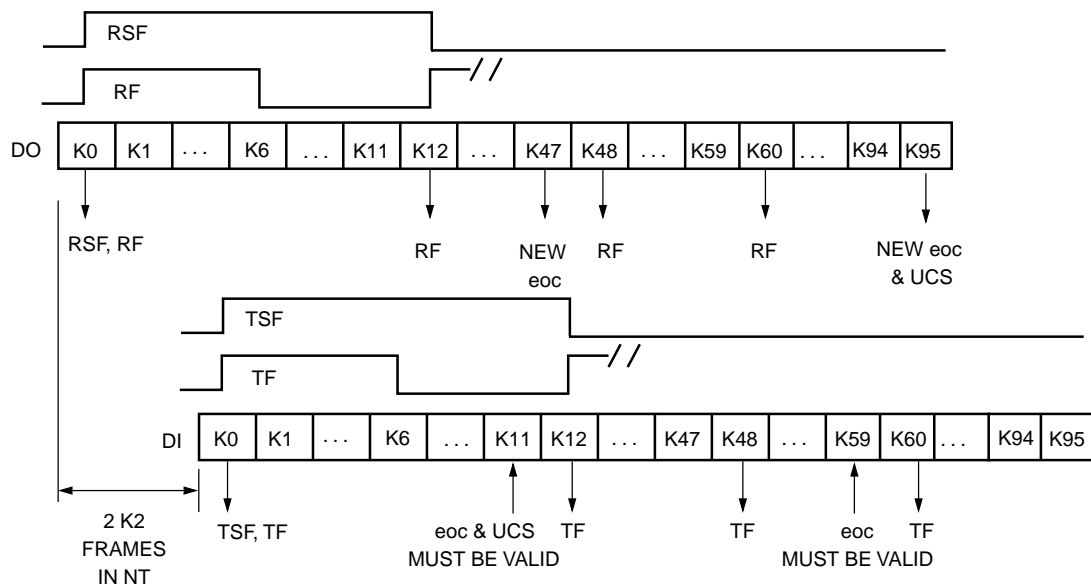 RSF
RF
DO K0 K1 ... K6 ... K11 K12 ... K47 K48 ... K59 K60 ... K94 K95
RSF, RF
RF
NEW
eoc
RF
RF
NEW eoc
& UCS
TSF
TF
DI K0 K1 ... K6 ... K11 K12 ... K47 K48 ... K59 K60 ... K94 K95
2 K2
FRAMES
IN NT
TSF, TF
eoc & UCS
MUST BE VALID
TF
TF
eoc
MUST BE VALID
TF